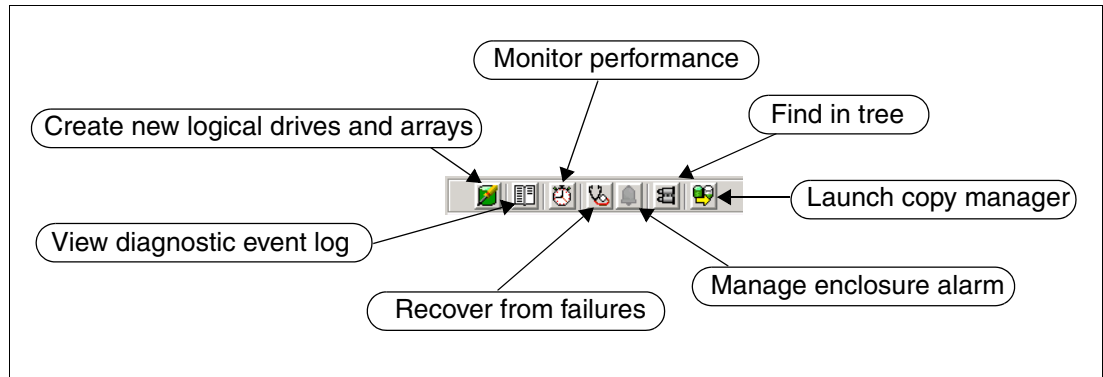 Monitor performance
Find in tree
Create new logical drives and arrays
Launch copy manager
View diagnostic event log
Manage enclosure alarm
Recover from failures